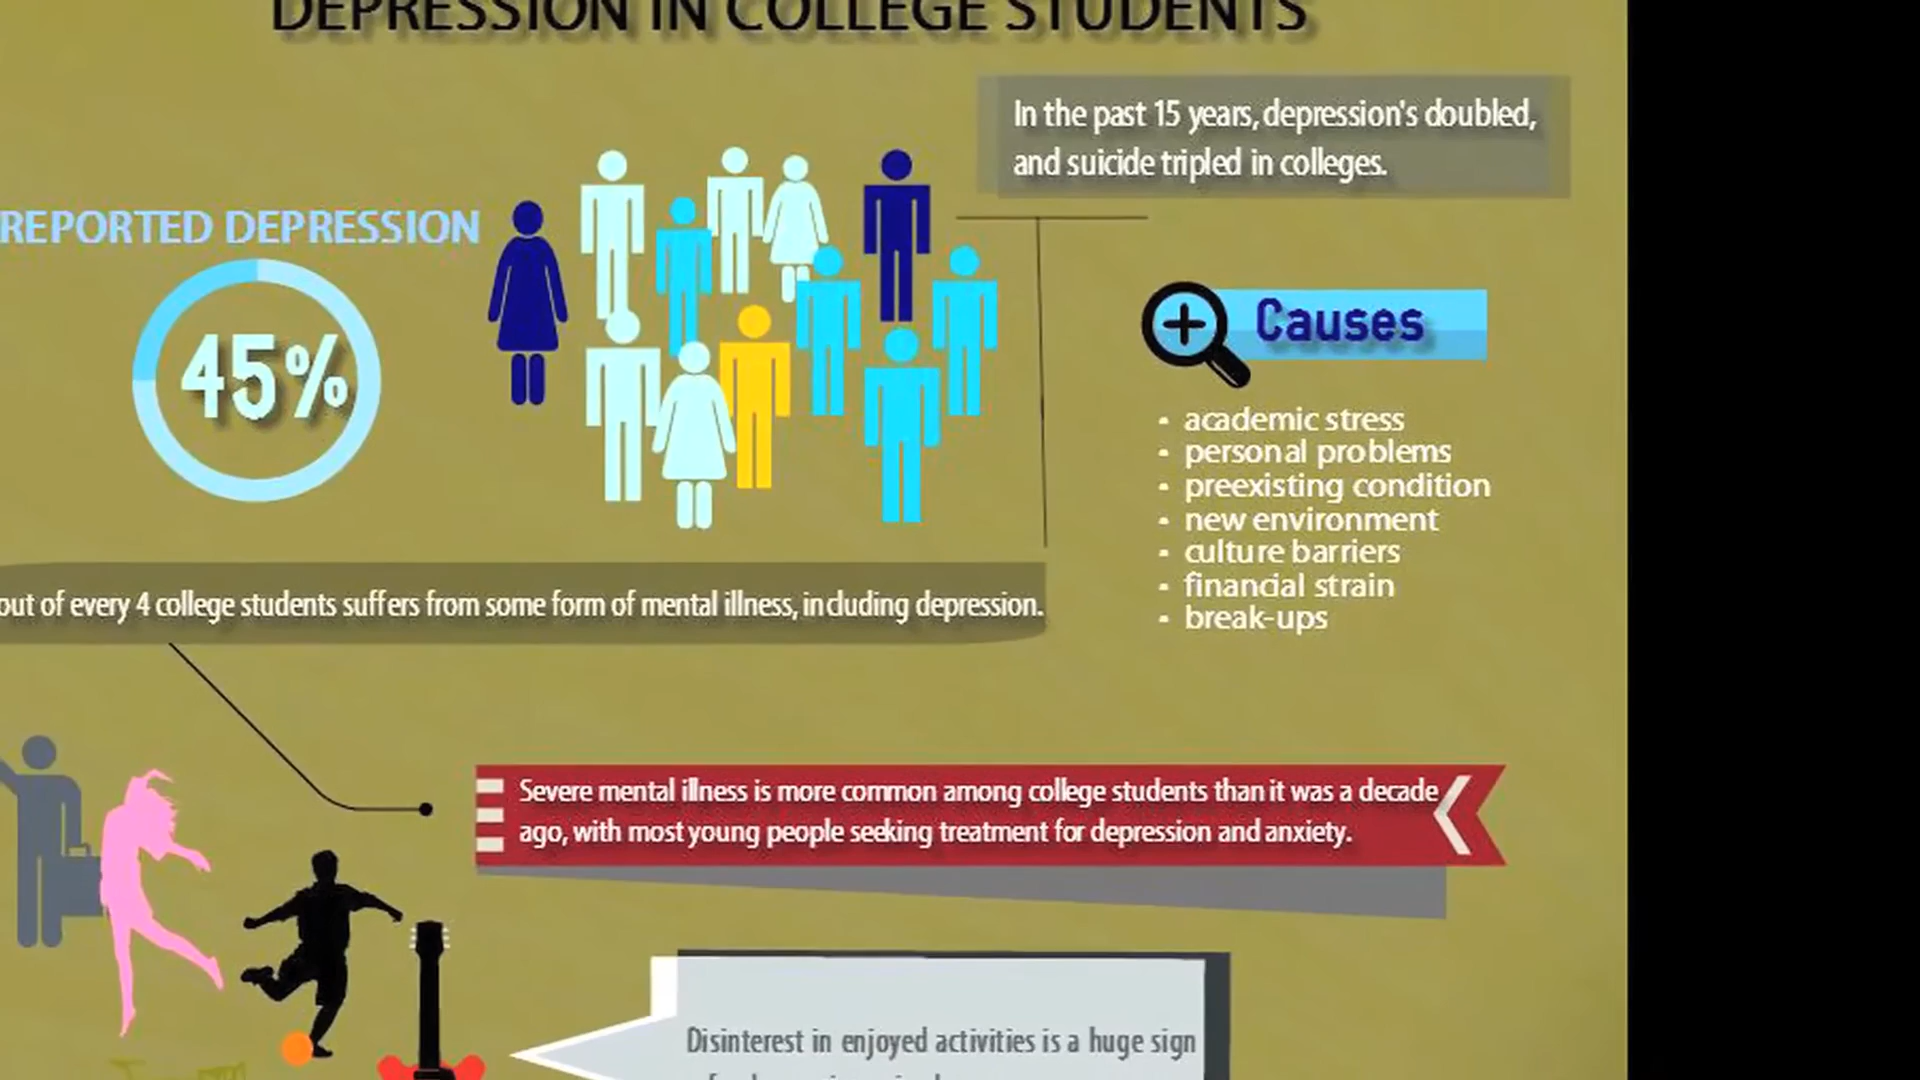 DEPRESSION IN COLLEGE STUDENTS
In the past 15 years, depression's doubled,
and suicide tripled in colleges.
REPORTED DEPRESSION
45%
Causes
• academic stress
• personal problems
• preexisting condition
• new environment
• culture barriers
• financial strain
• break-ups
out of every 4 college students suffers from some form of mental illness, including depression.
Severe mental illness is more common among college students than it was a decade
ago, with most young people seeking treatment for depression and anxiety.
Disinterest in enjoyed activities is a huge sign